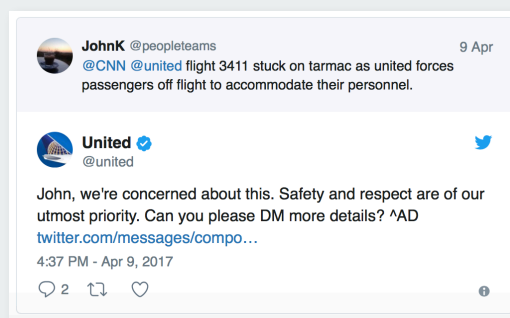 JohnK @peopleteams
9 Apr
@CNN @united flight 3411 stuck on tarmac as united forces
passengers off flight to accommodate their personnel.
United
@united
John, we're concerned about this. Safety and respect are of our
utmost priority. Can you please DM more details? ^AD
twitter.com/messages/compo…
4:37 PM - Apr 9, 2017
2